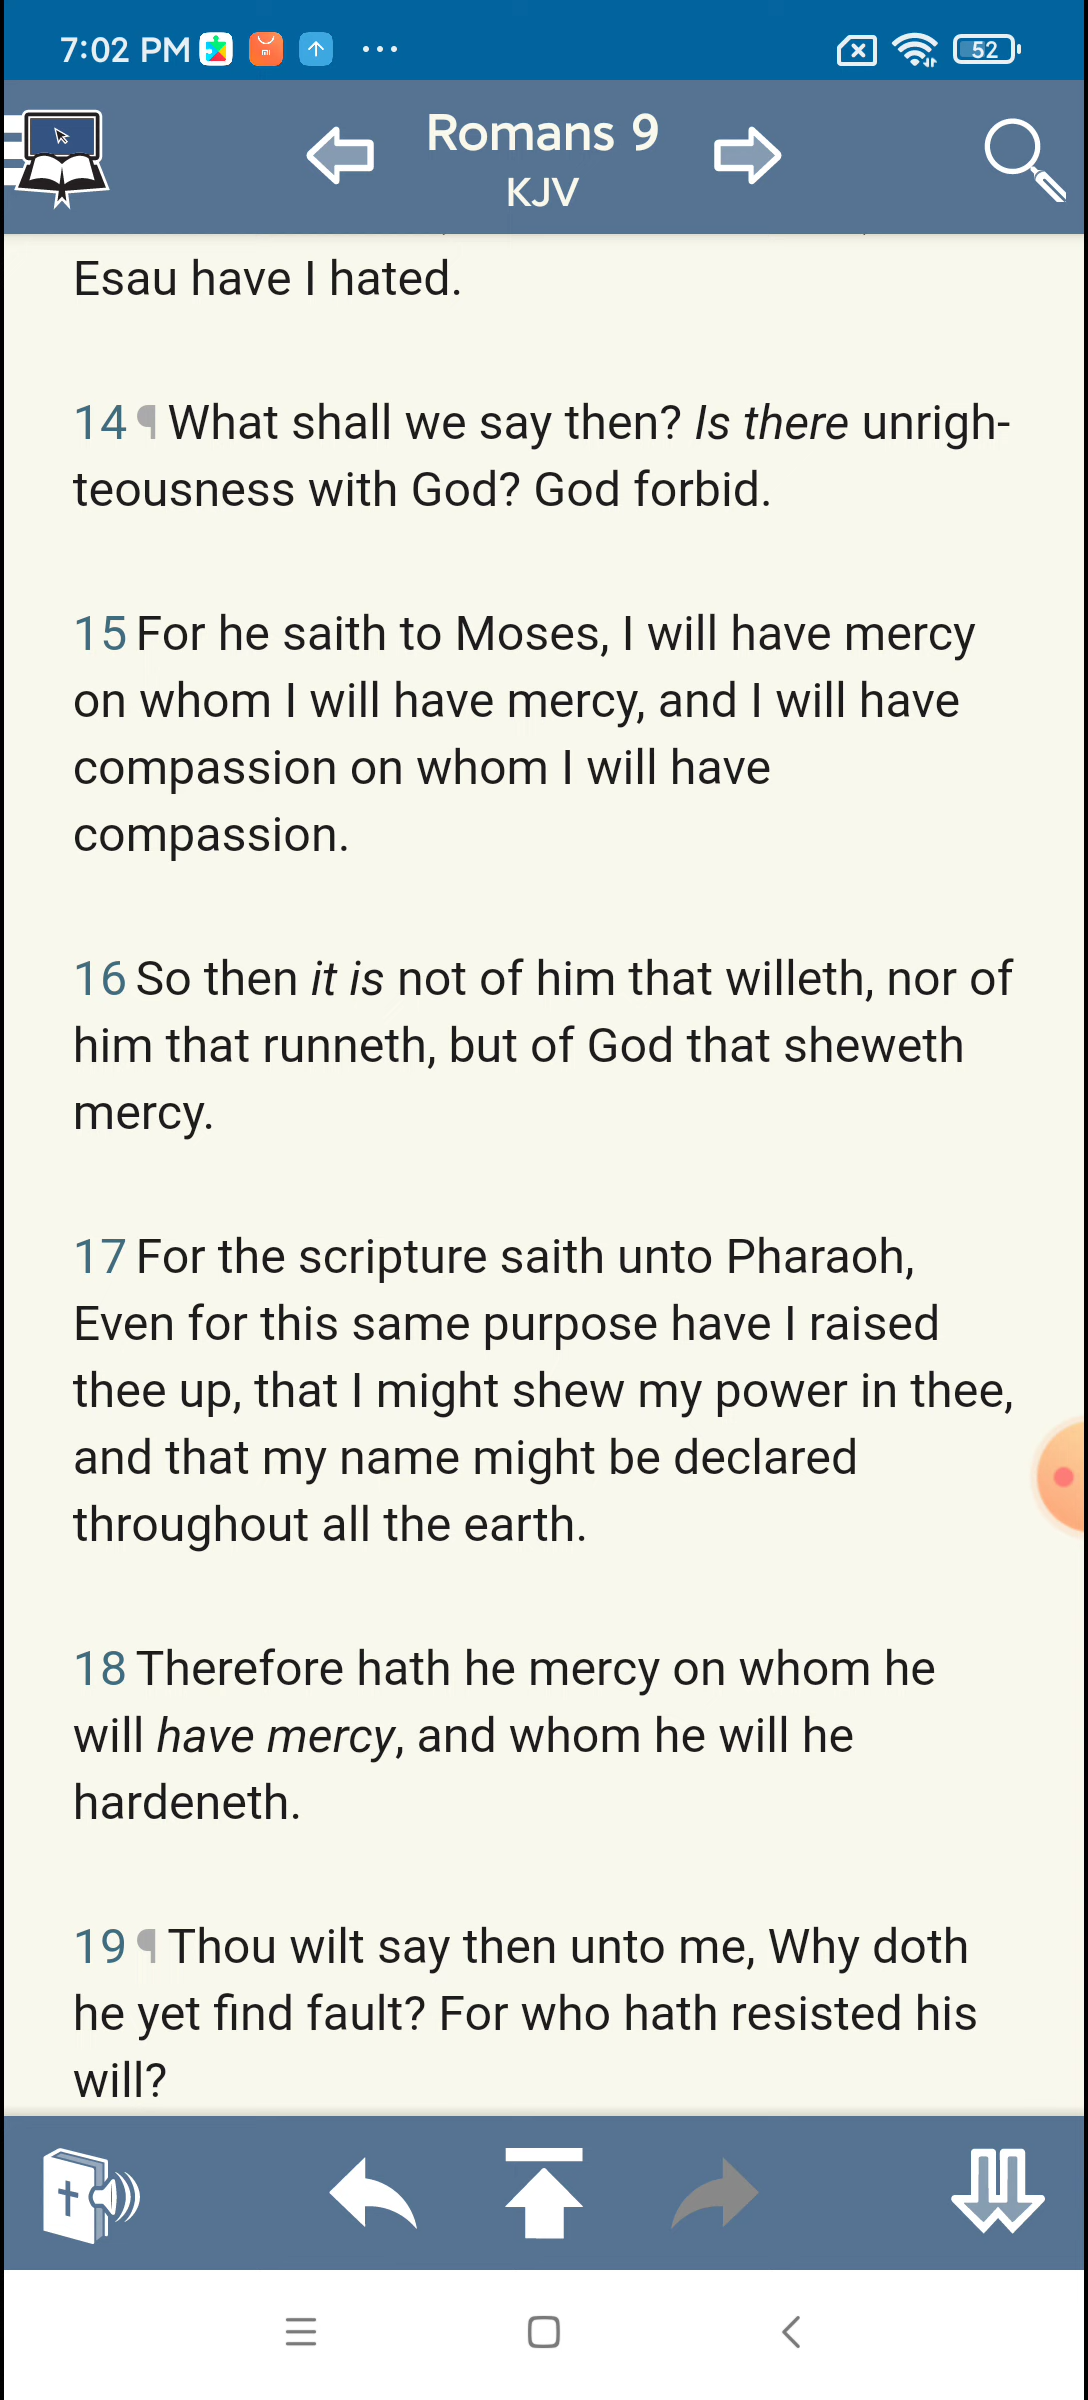 7:02 PM ...
52
Romans 9
KJV
Esau have I hated.
14 ¶ What shall we say then? Is there unrigh-
teousness with God? God forbid.
15 For he saith to Moses, I will have mercy
on whom I will have mercy, and I will have
compassion on whom I will have
compassion.
16 So then it is not of him that willeth, nor of
him that runneth, but of God that sheweth
mercy.
17 For the scripture saith unto Pharaoh,
Even for this same purpose have I raised
thee up, that I might shew my power in thee,
and that my name might be declared
throughout all the earth.
18 Therefore hath he mercy on whom he
will have mercy, and whom he will he
hardeneth.
19 ¶ Thou wilt say then unto me, Why doth
he yet find fault? For who hath resisted his
will?